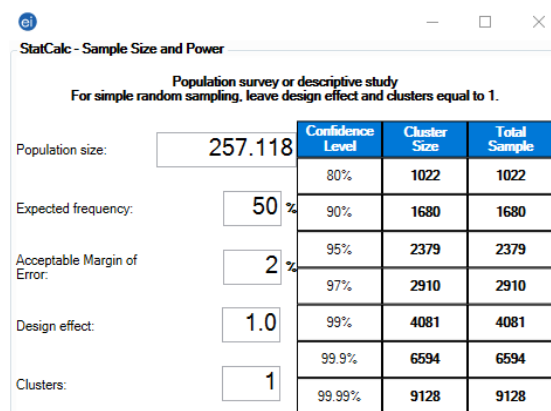 ei
StatCalc - Sample Size and Power
Population survey or descriptive study
For simple random sampling, leave design effect and clusters equal to 1.
Population size: 257.118
Expected frequency: 50 %
Acceptable Margin of
Error: 2 %
Design effect: 1.0
Clusters: 1
Confidence Level Cluster Size Total Sample
80% 1022 1022
90% 1680 1680
95% 2379 2379
97% 2910 2910
99% 4081 4081
99.9% 6594 6594
99.99% 9128 9128